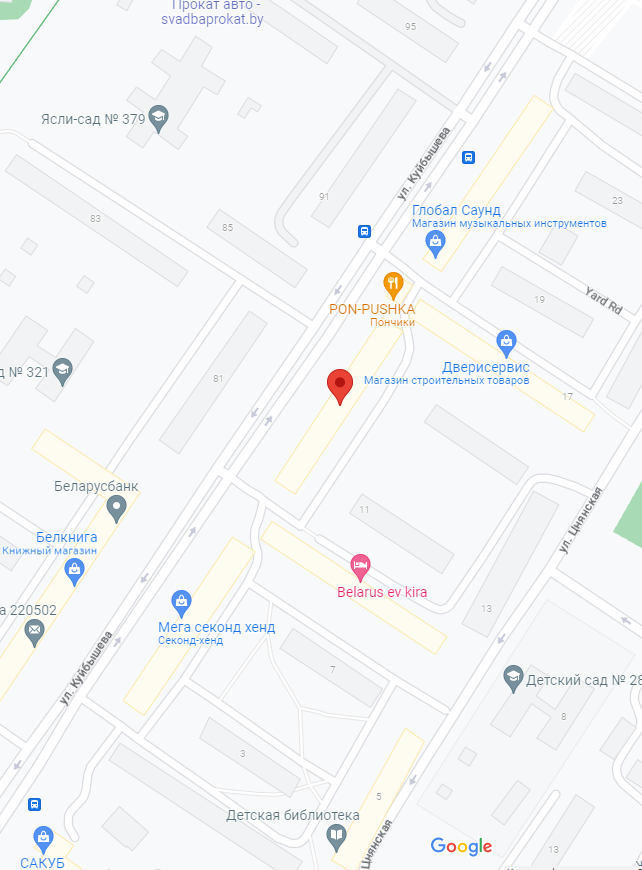 Прокат авто -
svadbaprokat.by
95
Ясли-сад № 379
ул. Куйбышева
91
23
Глобал Саунд
Магазин музыкальных инструментов
83
85
Yard Rd
19
PON-PUSHKA
Пончики
Дверисервис
Магазин строительных товаров
д № 321
81
17
Беларусбанк
11
ул. Цнянская
Белкнига
Книжный магазин
Belarus ev kira
13
а 220502
Мега секонд хенд
Секонд-хенд
ул. Куйбышева
7
Детский сад № 28
8
3
5
Детская библиотека
Цнянская
13
Google
САКУБ